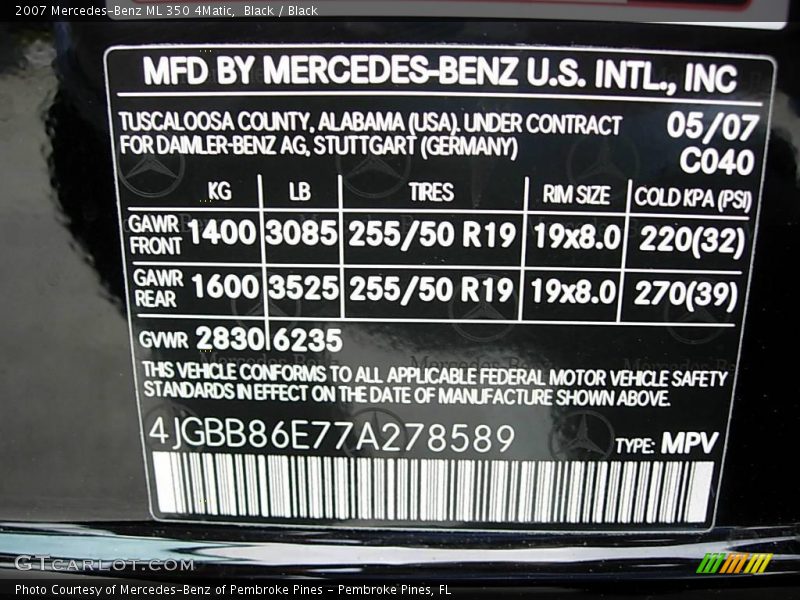 2007 Mercedes-Benz ML 350 4Matic, Black / Black
MFD BY MERCEDES-BENZ U.S. INTL., INC
TUSCALOOSA COUNTY, ALABAMA (USA). UNDER CONTRACT 05/07
FOR DAIMLER-BENZ AG, STUTTGART (GERMANY) C040
KG LB TIRES RIM SIZE COLD KPA (PSI)
GAWR FRONT 1400 3085 255/50 R19 19x8.0 220(32)
GAWR REAR 1600 3525 255/50 R19 19x8.0 270(39)
GVWR 2830 6235
THIS VEHICLE CONFORMS TO ALL APPLICABLE FEDERAL MOTOR VEHICLE SAFETY
STANDARDS IN EFFECT ON THE DATE OF MANUFACTURE SHOWN ABOVE.
4JGBB86E77A278589 TYPE: MPV
GTCARLOT.COM
Photo Courtesy of Mercedes-Benz of Pembroke Pines - Pembroke Pines, FL